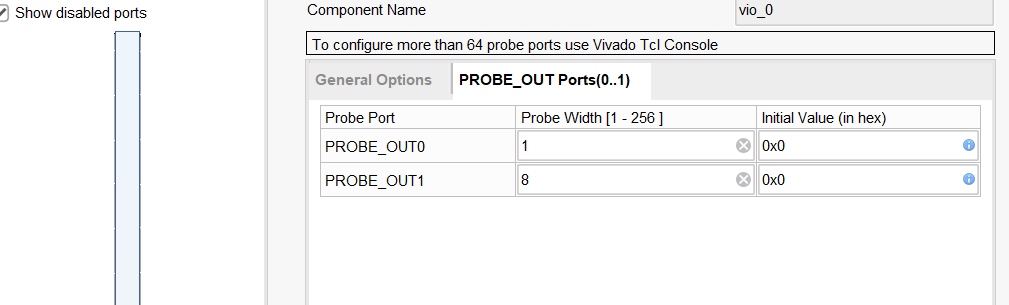 Show disabled ports
Component Name vio_0
To configure more than 64 probe ports use Vivado Tcl Console
General Options PROBE_OUT Ports(0..1)
Probe Port Probe Width [1 - 256 ] Initial Value (in hex)
PROBE_OUT0 1 0x0
PROBE_OUT1 8 0x0